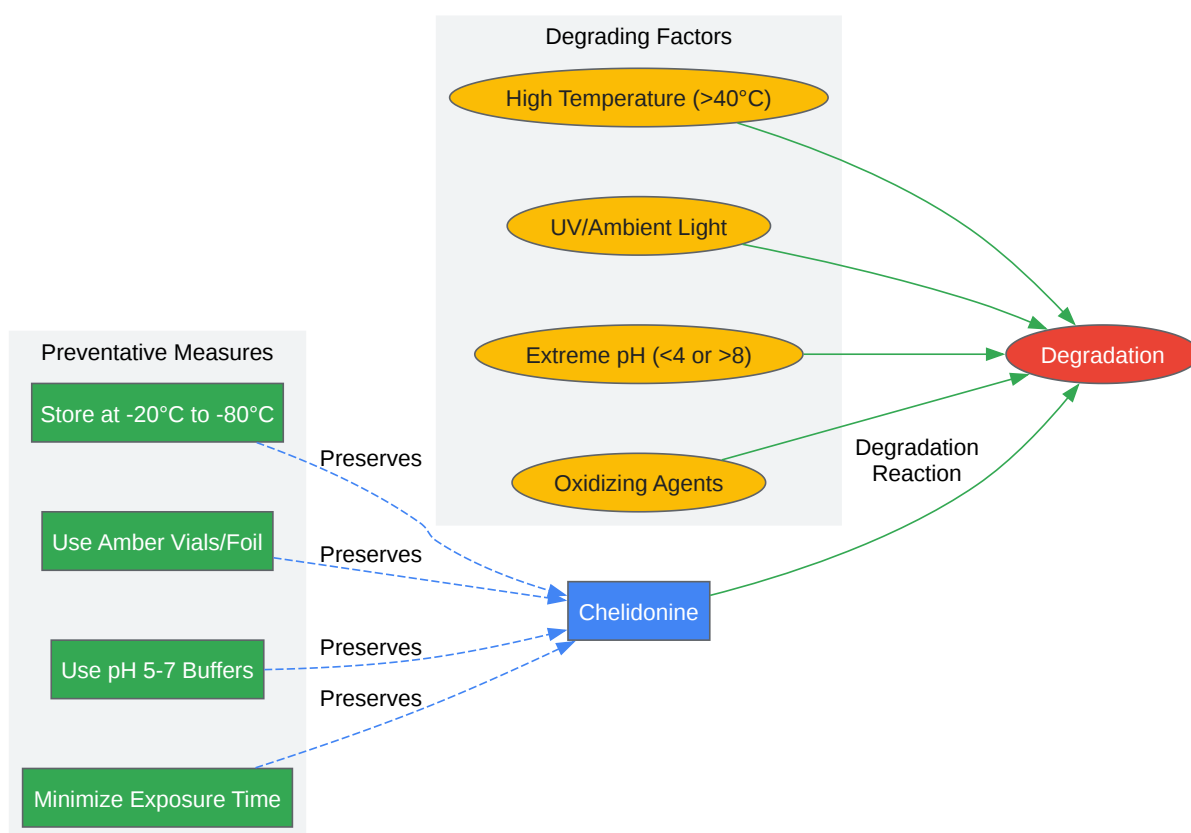 Degrading Factors
High Temperature (>40°C)
UV/Ambient Light
Extreme pH (<4 or >8)
Oxidizing Agents
Degradation
Degradation
Reaction
Preventative Measures
Store at -20°C to -80°C
Use Amber Vials/Foil
Use pH 5-7 Buffers
Minimize Exposure Time
Preserves
Preserves
Preserves
Preserves
Chelidonine